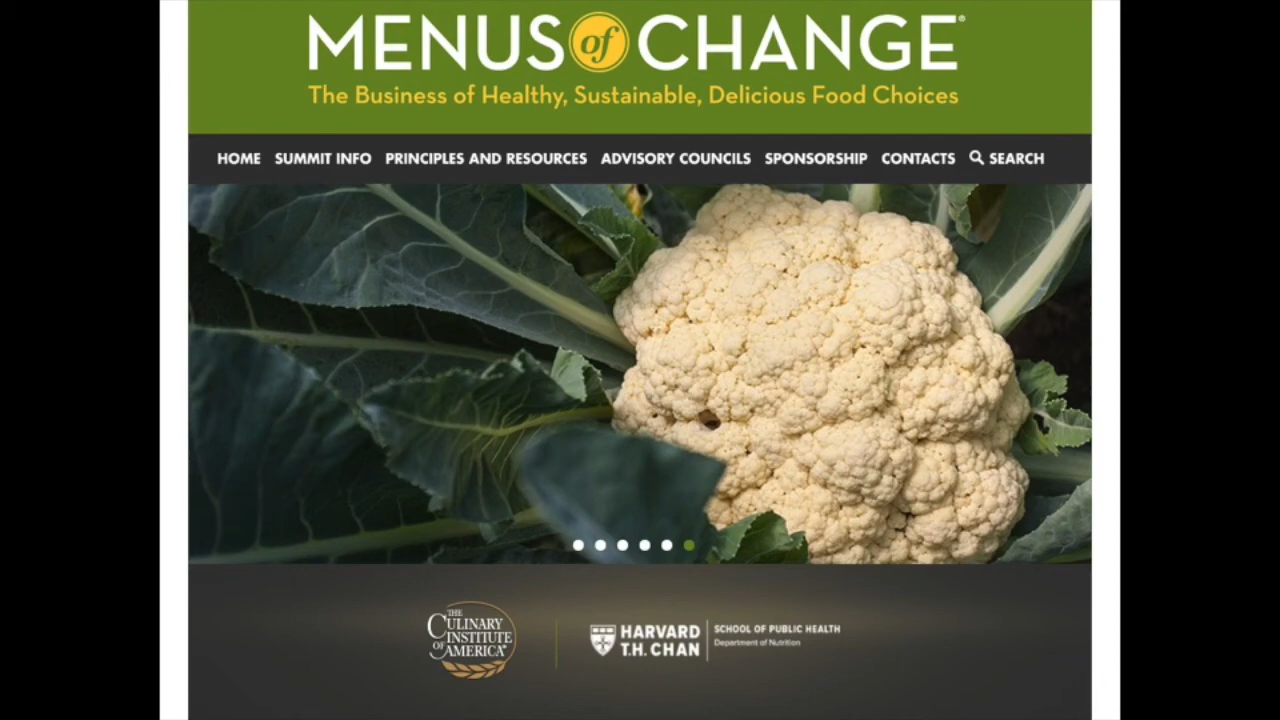 MENUS of CHANGE®
The Business of Healthy, Sustainable, Delicious Food Choices
HOME SUMMIT INFO PRINCIPLES AND RESOURCES ADVISORY COUNCILS SPONSORSHIP CONTACTS SEARCH
THE
CULINARY
INSTITUTE
OF AMERICA®
HARVARD
T.H. CHAN
SCHOOL OF PUBLIC HEALTH
Department of Nutrition